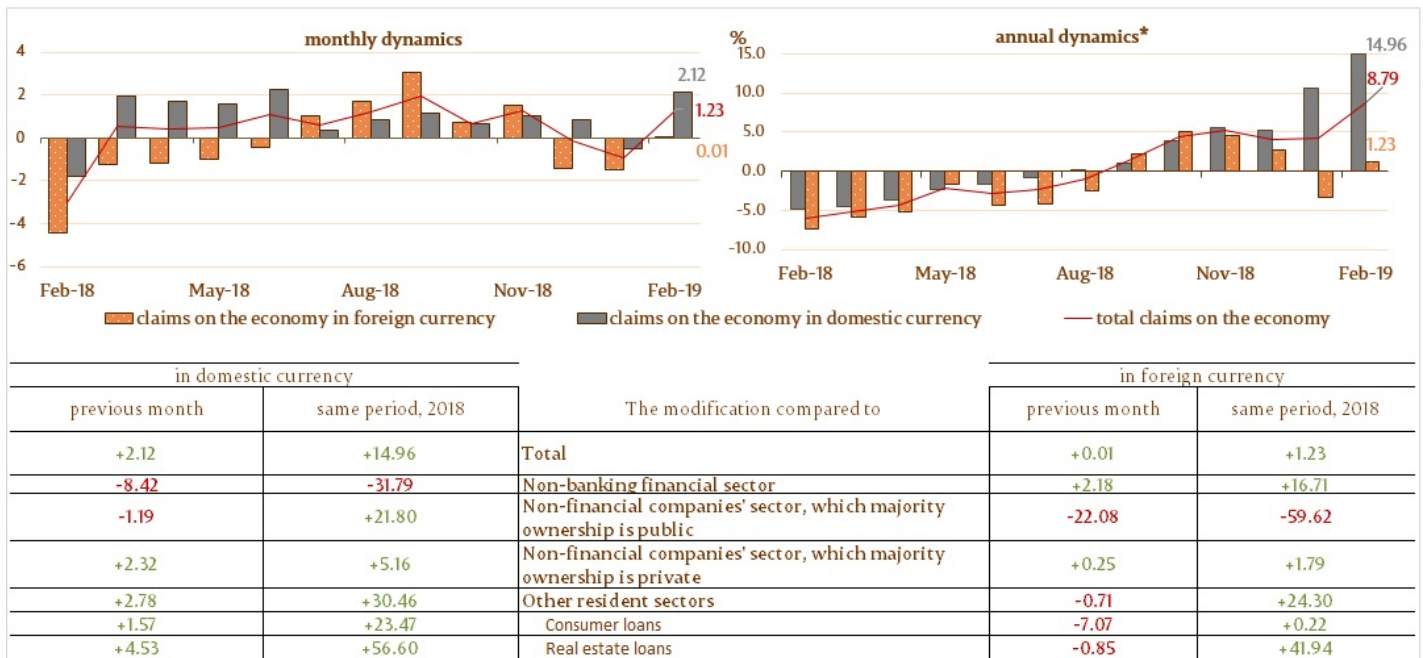 monthly dynamics
4
2
0
-2
-4
-6
2.12
1.23
0.01
Feb-18 May-18 Aug-18 Nov-18 Feb-19
% annual dynamics*
15.0
10.0
5.0
0.0
-5.0
-10.0
14.96
8.79
1.23
Feb-18 May-18 Aug-18 Nov-18 Feb-19
claims on the economy in foreign currency claims on the economy in domestic currency total claims on the economy
in domestic currency in foreign currency
previous month same period, 2018 The modification compared to previous month same period, 2018
+2.12 +14.96 Total +0.01 +1.23
-8.42 -31.79 Non-banking financial sector +2.18 +16.71
-1.19 +21.80 Non-financial companies' sector, which majority
ownership is public -22.08 -59.62
+2.32 +5.16 Non-financial companies' sector, which majority
ownership is private +0.25 +1.79
+2.78 +30.46 Other resident sectors -0.71 +24.30
+1.57 +23.47 Consumer loans -7.07 +0.22
+4.53 +56.60 Real estate loans -0.85 +41.94